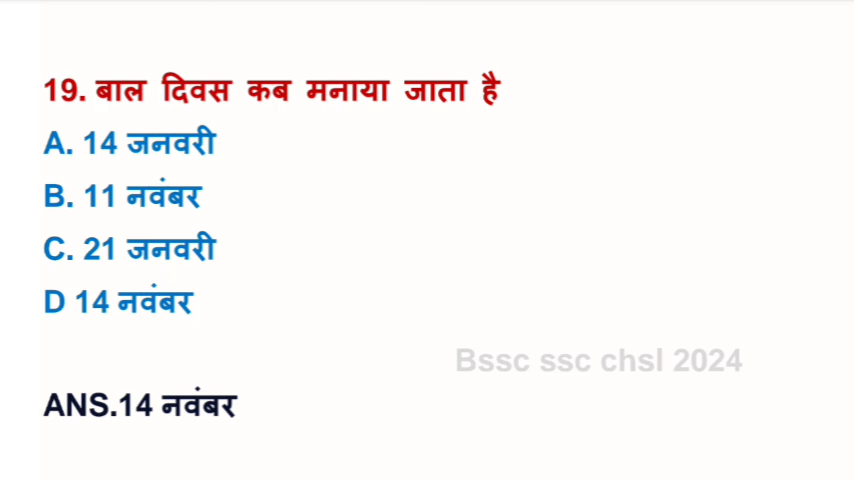 19. बाल दिवस कब मनाया जाता है
A. 14 जनवरी
B. 11 नवंबर
C. 21 जनवरी
D 14 नवंबर
Bssc ssc chsl 2024
ANS.14 नवंबर